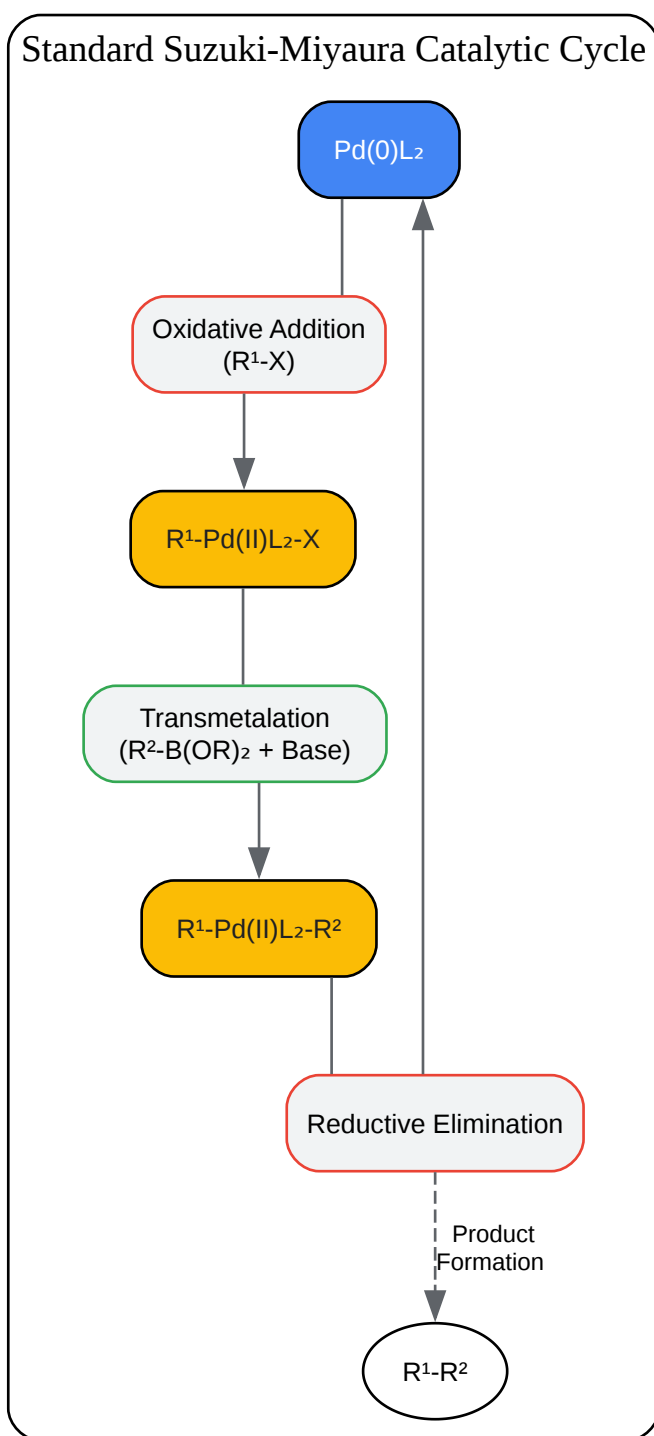 Standard Suzuki-Miyaura Catalytic Cycle
Pd(0)L₂
Oxidative Addition
(R¹-X)
R¹-Pd(II)L₂-X
Transmetalation
(R²-B(OR)₂ + Base)
R¹-Pd(II)L₂-R²
Reductive Elimination
Product
Formation
R¹-R²